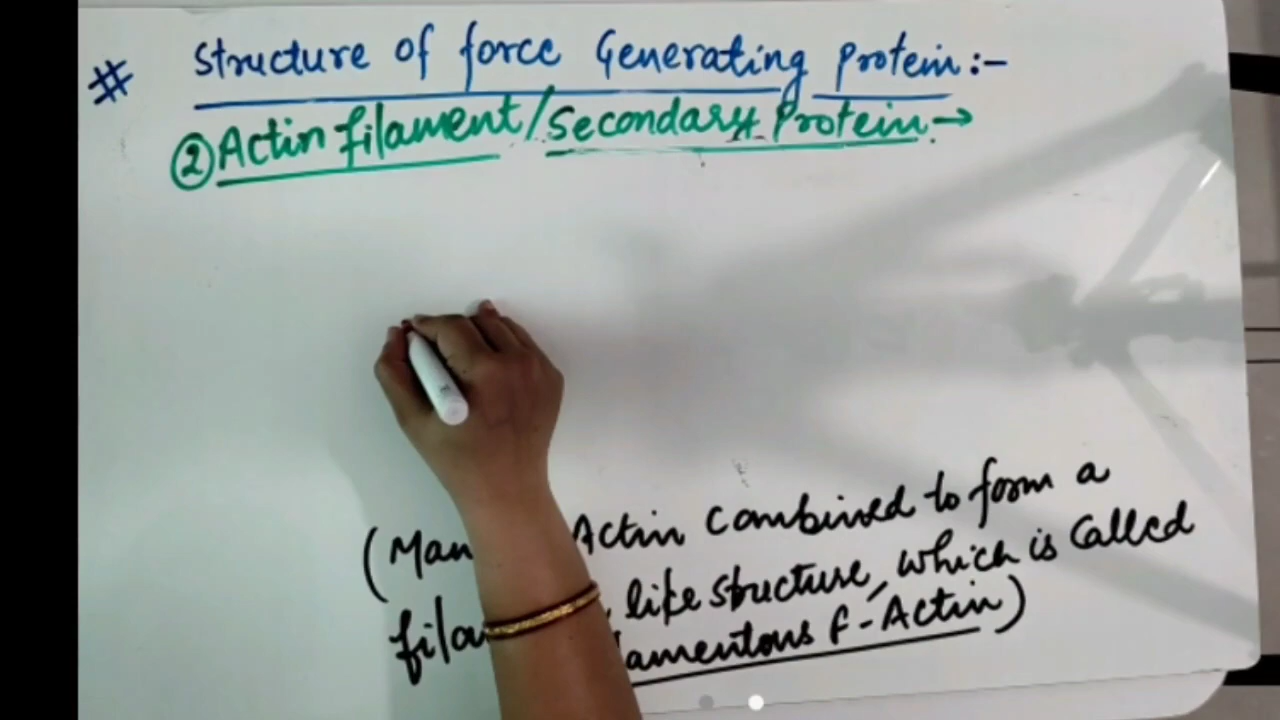 # Structure of force Generating Protein:-
② Actin filament/Secondary Protein →
(Man Actin combined to form a
fila like structure, which is called
amentous F-Actin)